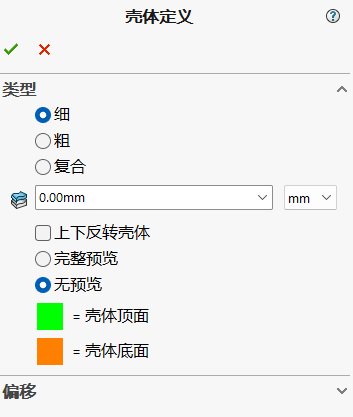 壳体定义
类型
细
粗
复合
0.00mm mm
上下反转壳体
完整预览
无预览
= 壳体顶面
= 壳体底面
偏移